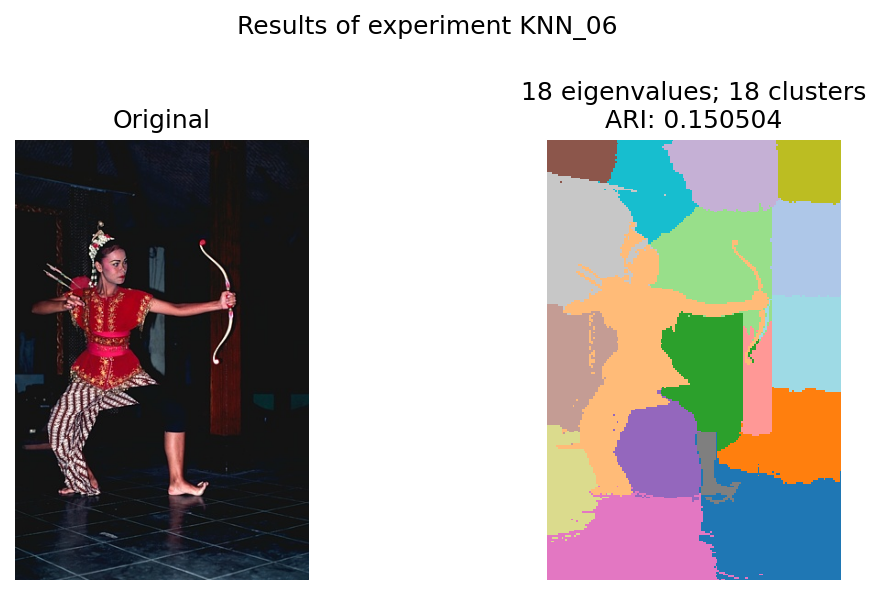 Results of experiment KNN_06
Original
18 eigenvalues; 18 clusters
ARI: 0.150504